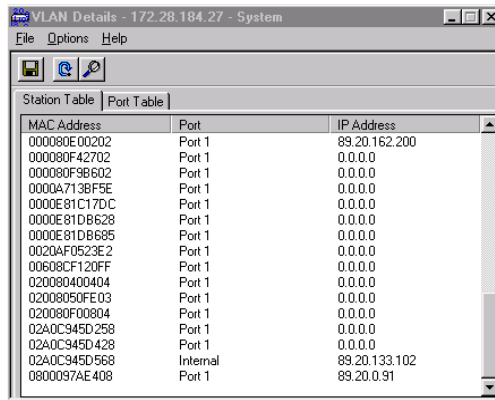 VLAN Details - 172.28.184.27 - System
File Options Help
Station Table Port Table
MAC Address Port IP Address
000080E00202 Port 1 89.20.162.200
000080F42702 Port 1 0.0.0.0
000080F9B602 Port 1 0.0.0.0
0000A713BF5E Port 1 0.0.0.0
0000E81C17DC Port 1 0.0.0.0
0000E81DB628 Port 1 0.0.0.0
0000E81DB685 Port 1 0.0.0.0
0020AF0523E2 Port 1 0.0.0.0
00608CF120FF Port 1 0.0.0.0
020080400404 Port 1 0.0.0.0
02008050FE03 Port 1 0.0.0.0
020080F00804 Port 1 0.0.0.0
02A0C945D258 Port 1 0.0.0.0
02A0C945D428 Port 1 0.0.0.0
02A0C945D568 Internal 89.20.133.102
0800097AE408 Port 1 89.20.0.91